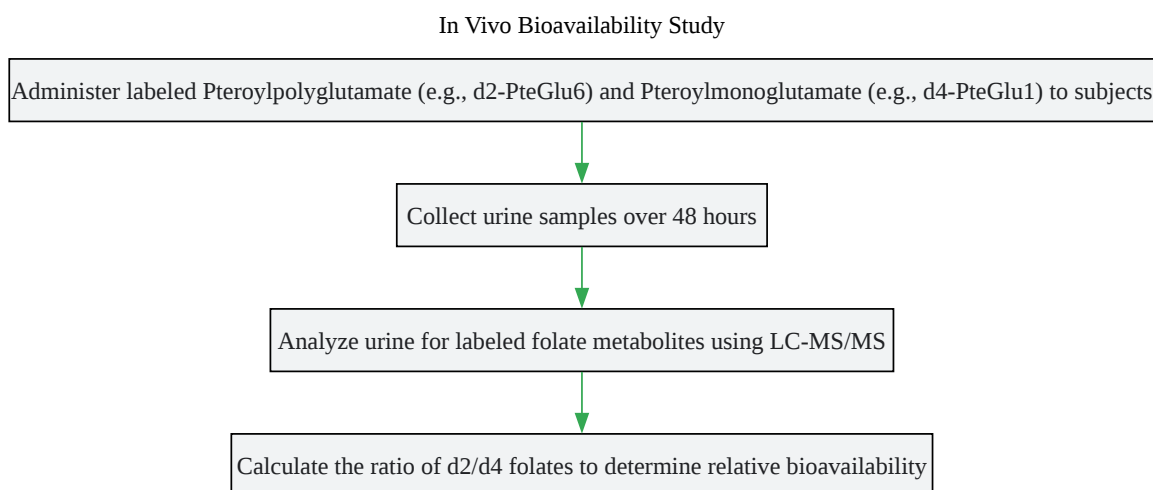 In Vivo Bioavailability Study
Administer labeled Pteroylpolyglutamate (e.g., d2-PteGlu6) and Pteroylmonoglutamate (e.g., d4-PteGlu1) to subjects
Collect urine samples over 48 hours
Analyze urine for labeled folate metabolites using LC-MS/MS
Calculate the ratio of d2/d4 folates to determine relative bioavailability